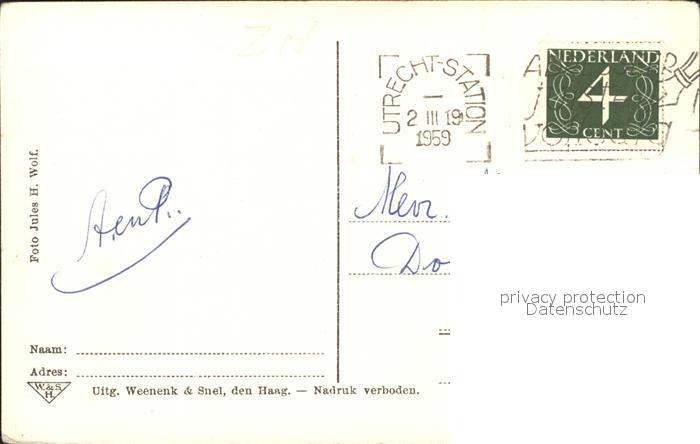 ZH
UTRECHT-STATION
2 III 19
1959
NEDERLAND
4
CENT
Foto Jules H. Wolf.
A. en P..
Mevr.
Do
privacy protection
Datenschutz
Naam:
Adres:
W. & S.
H.
Uitg. Weenenk & Snel, den Haag. — Nadruk verboden.